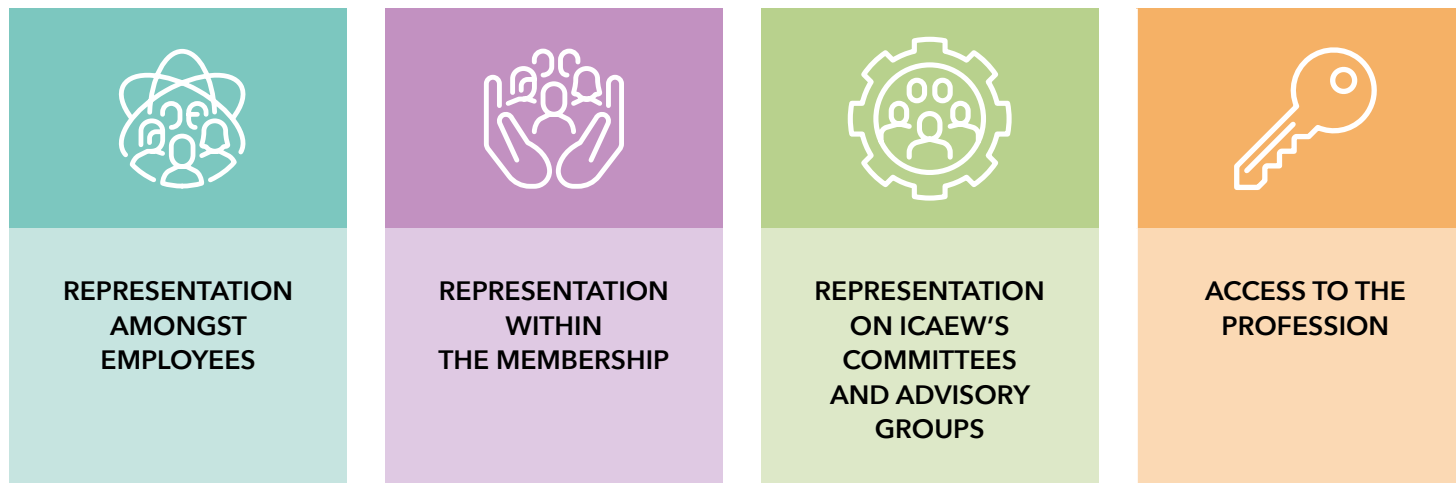 REPRESENTATION
AMONGST
EMPLOYEES
REPRESENTATION
WITHIN
THE MEMBERSHIP
REPRESENTATION
ON ICAEW’S
COMMITTEES
AND ADVISORY
GROUPS
ACCESS TO THE
PROFESSION